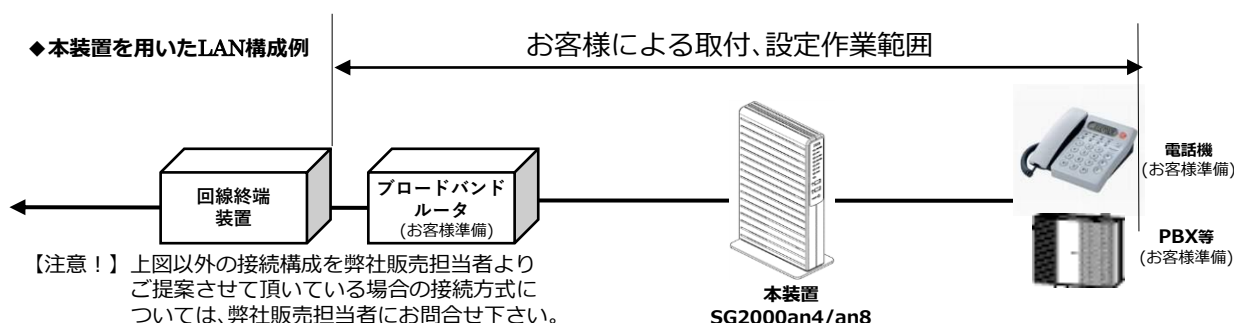 ◆本装置を用いたLAN構成例
お客様による取付、設定作業範囲
回線終端
装置
ブロードバンド
ルータ
(お客様準備)
電話機
(お客様準備)
PBX等
(お客様準備)
本装置
SG2000an4/an8
【注意！】上図以外の接続構成を弊社販売担当者より
ご提案させて頂いている場合の接続方式に
ついては、弊社販売担当者にお問合せ下さい。